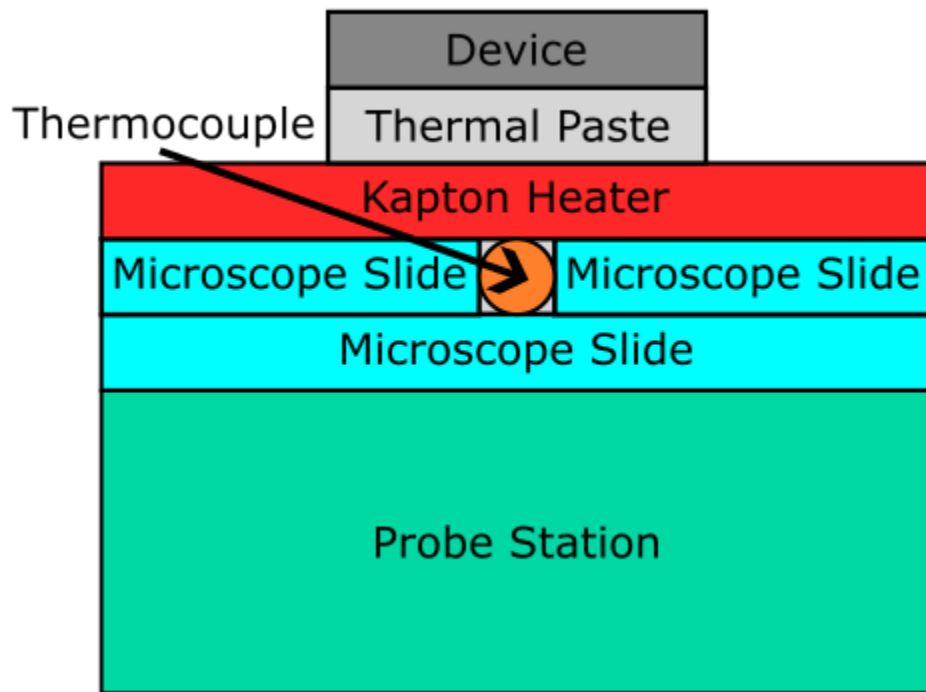 Device
Thermocouple
Thermal Paste
Kapton Heater
Microscope Slide
Microscope Slide
Microscope Slide
Probe Station